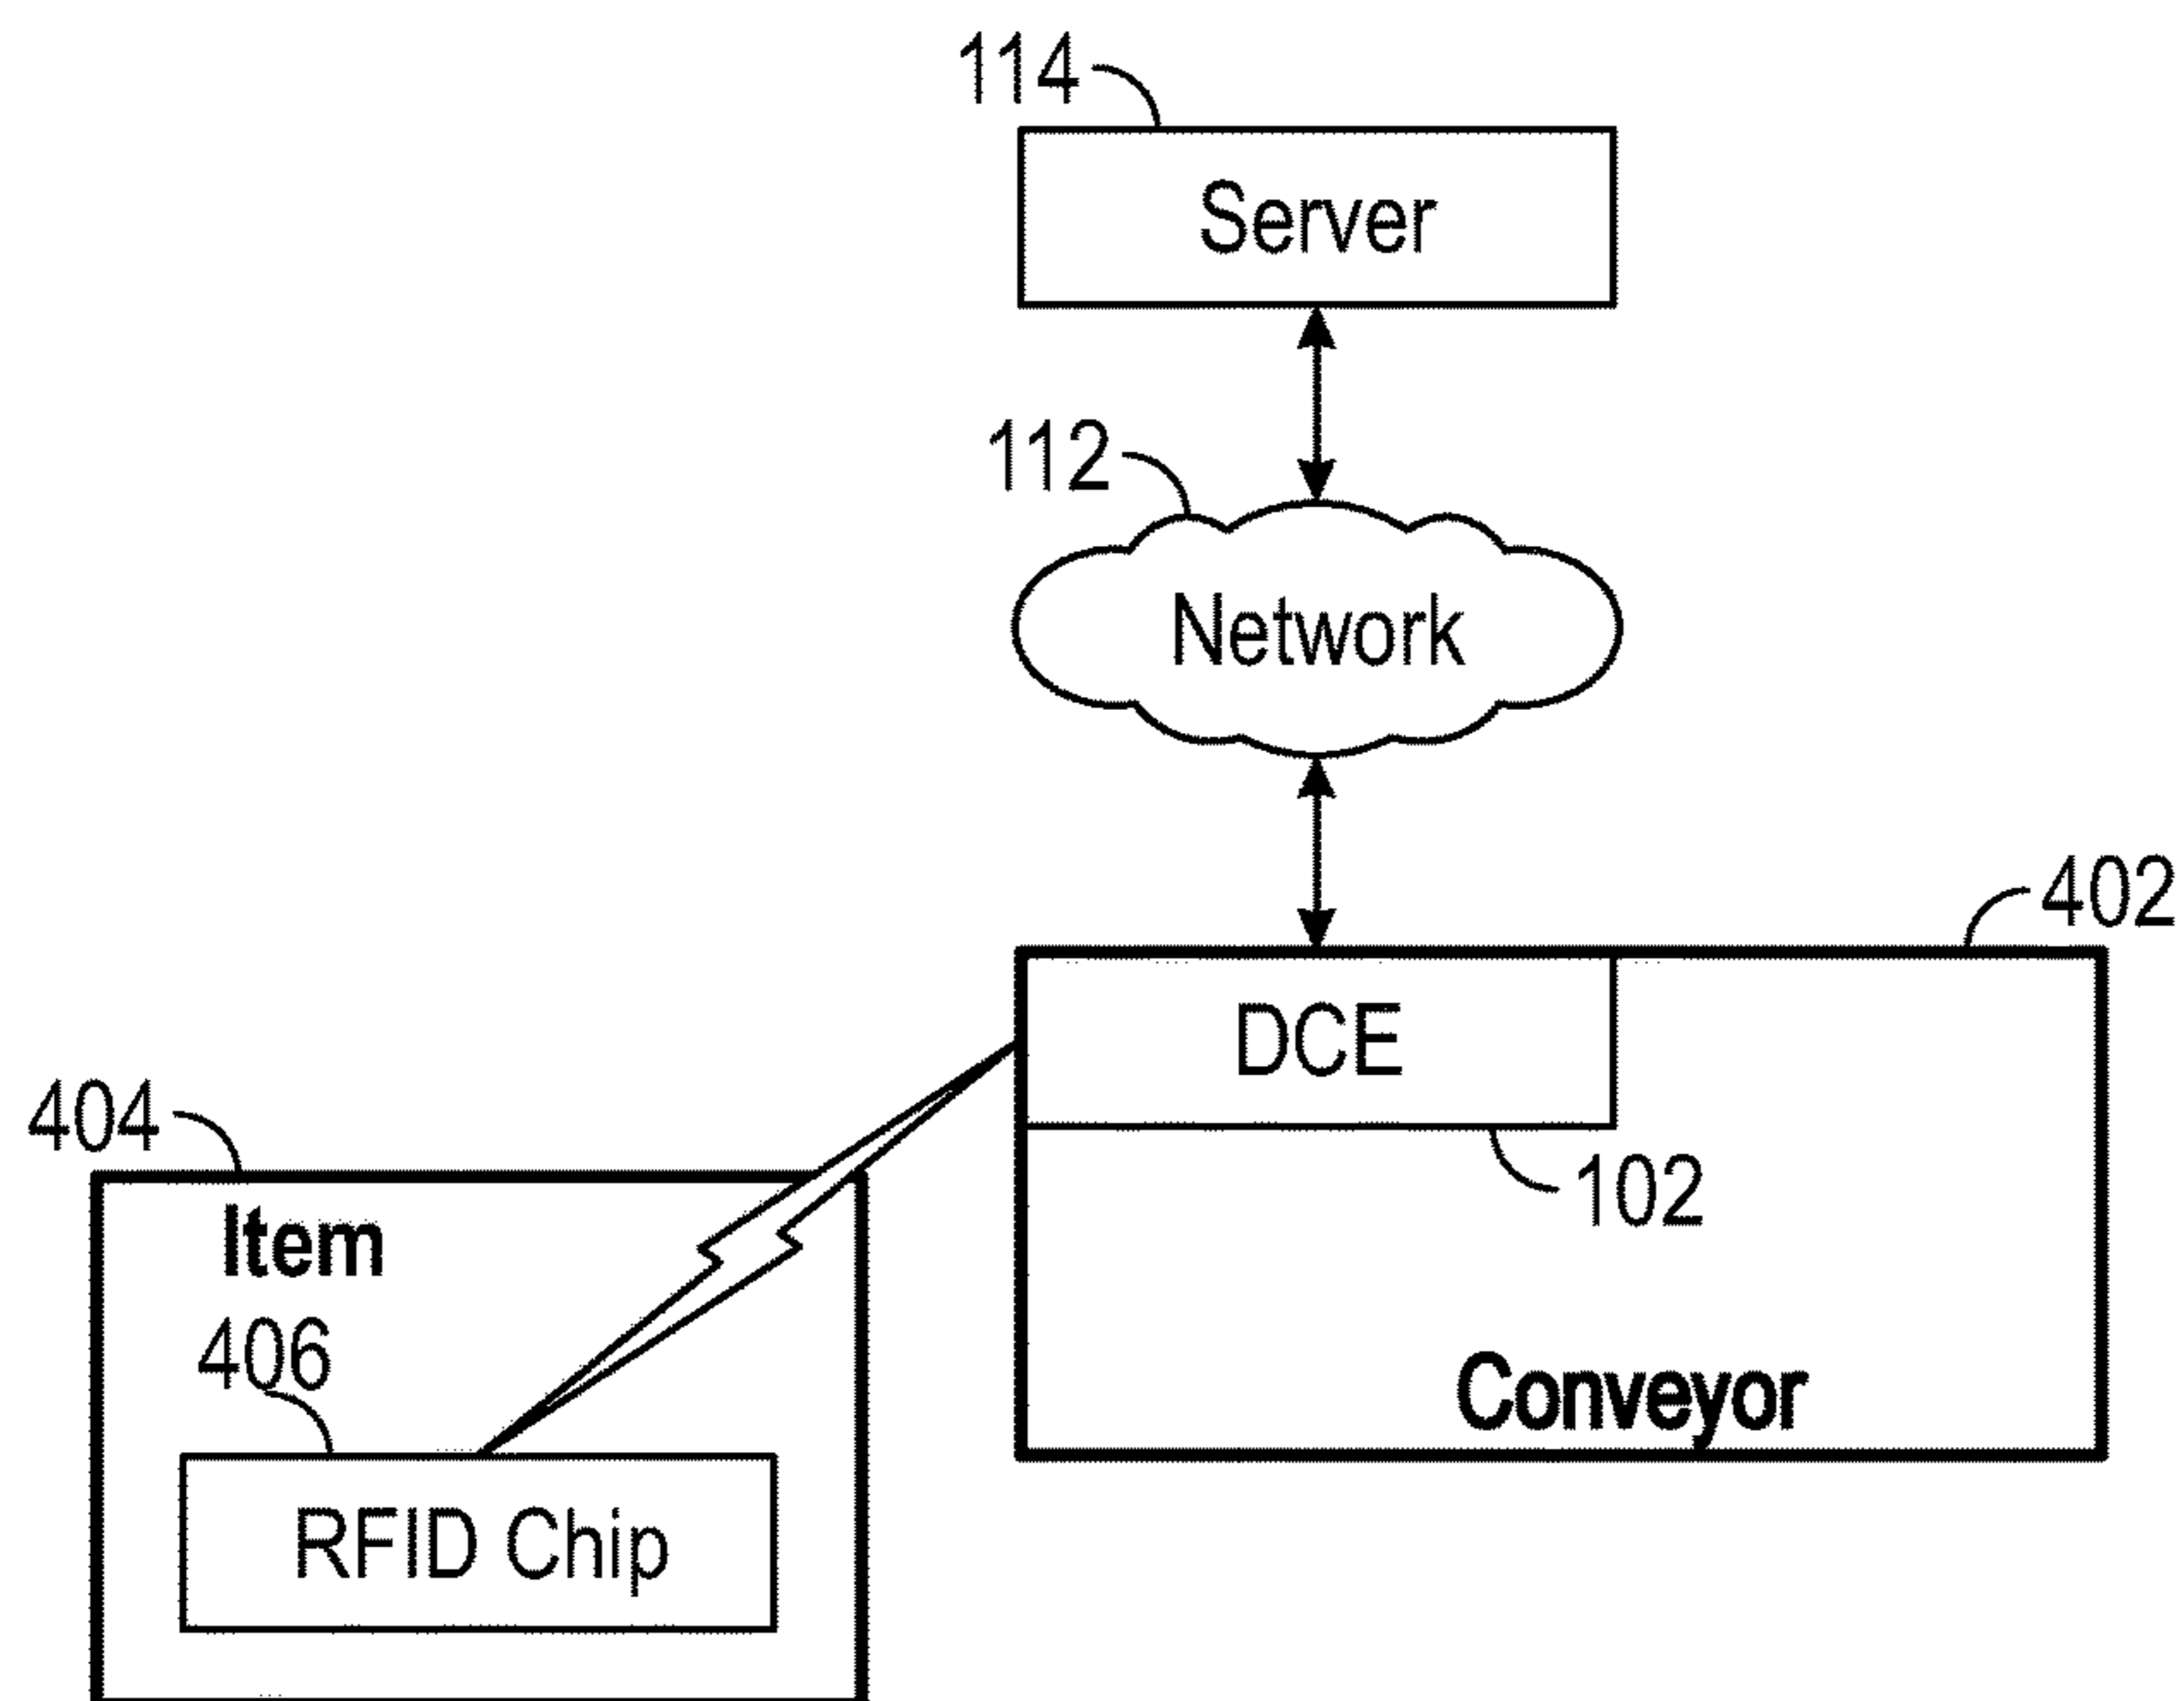 114
Server
112
Network
402
DCE
404
102
Item
406
Conveyor
RFID Chip